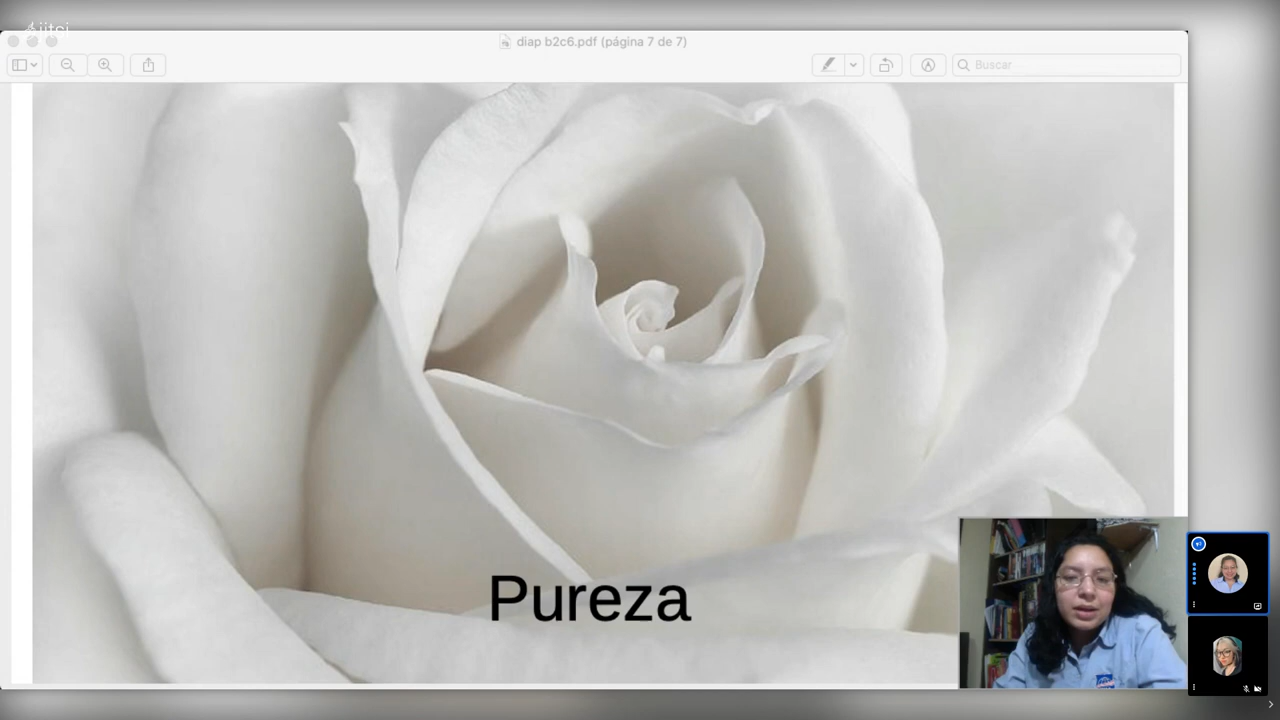 jitsi
diap b2c6.pdf (página 7 de 7)
Buscar
Pureza